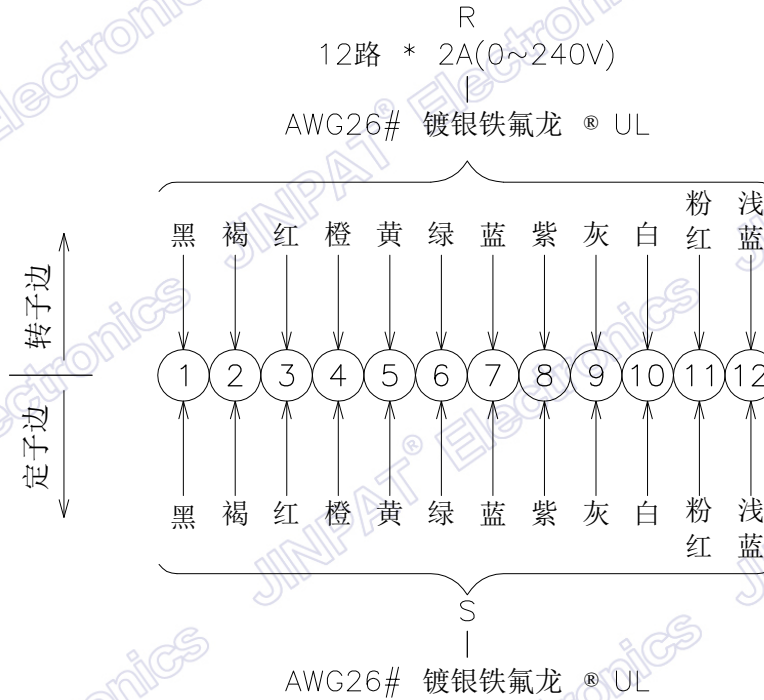 R
12路 * 2A(0~240V)
AWG26# 镀银铁氟龙 ® UL
黑 褐 红 橙 黄 绿 蓝 紫 灰 白 粉红 浅蓝
转子边
1 2 3 4 5 6 7 8 9 10 11 12
定子边
黑 褐 红 橙 黄 绿 蓝 紫 灰 白 粉红 浅蓝
S
AWG26# 镀银铁氟龙 ® UL
JINPAT® Electronics